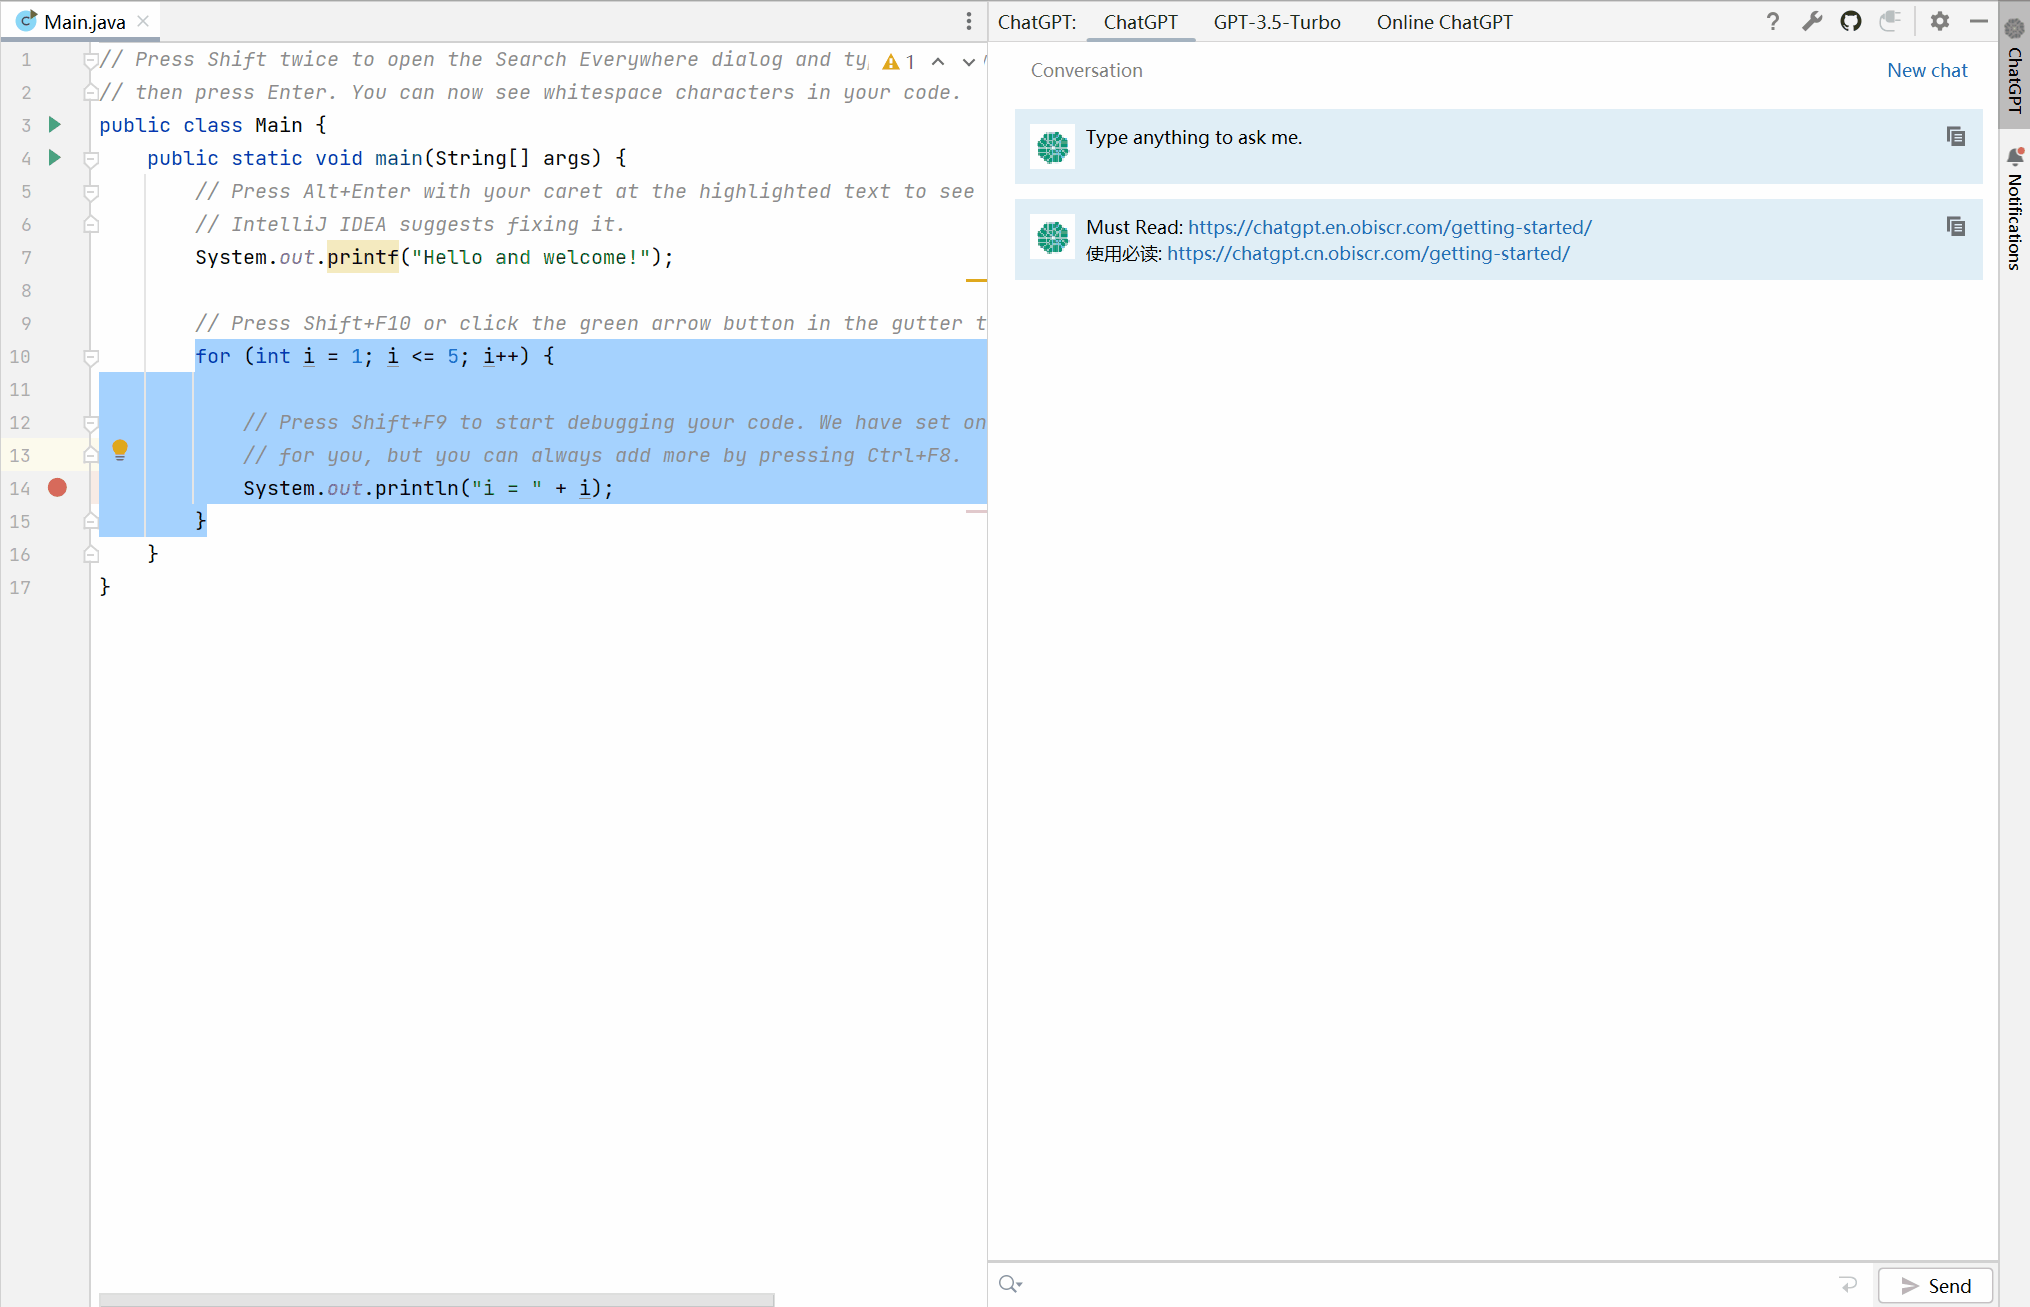 Main.java
1
// Press Shift twice to open the Search Everywhere dialog and
1
2
// then press Enter. You can now see whitespace characters in your code.
3
public class Main {
4
public static void main(String[] args) {
5
// Press Alt+Enter with your caret at the highlighted text to see
6
// IntelliJ IDEA suggests fixing it.
7
System.out.printf("Hello and welcome!");
8
9
// Press Shift+F10 or click the green arrow button in the gutter
10
for (int i = 1; i <= 5; i++) {
11
12
// Press Shift+F9 to start debugging your code. We have set
13
// for you, but you can always add more by pressing Ctrl+F8.
14
System.out.println("i = " + i);
15
}
16
}
17
}
ChatGPT:
ChatGPT
GPT-3.5-Turbo
Online ChatGPT
Conversation
New chat
Type anything to ask me.
Must Read: https://chatgpt.en.obiscr.com/getting-started/
使用必读: https://chatgpt.cn.obiscr.com/getting-started/
Send
ChatGPT
Notifications